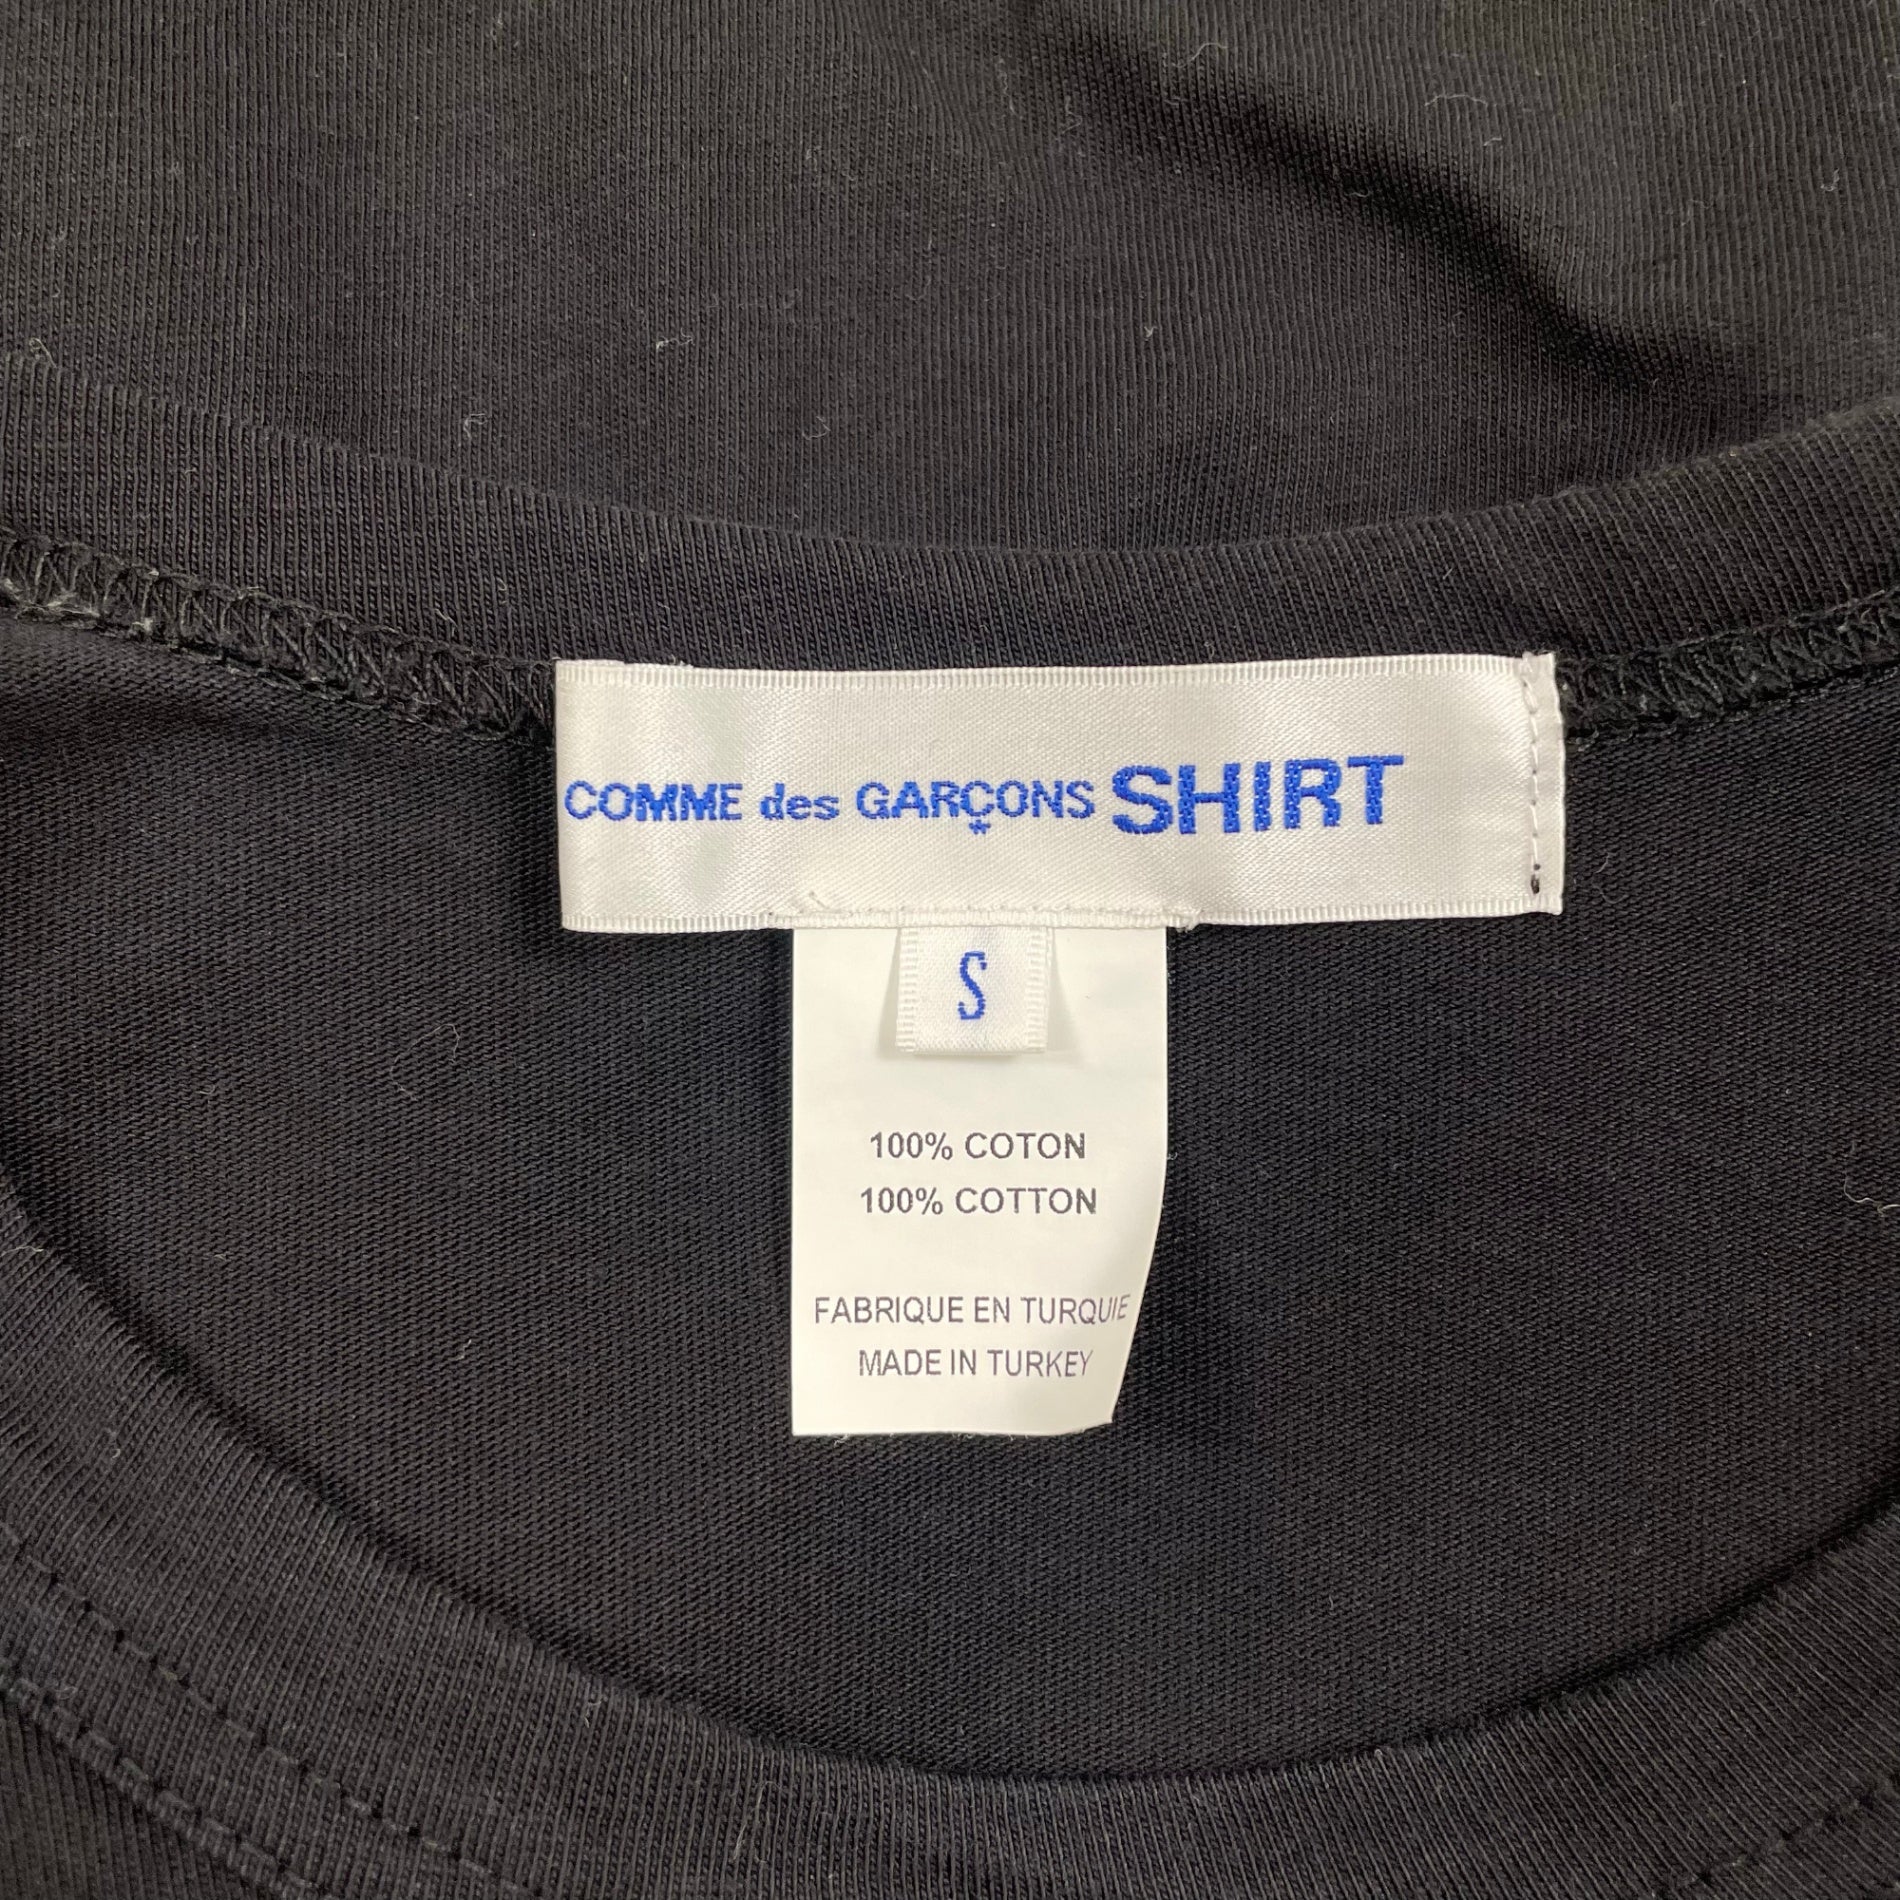 COMME des GARÇONS SHIRT
S
100% COTON
100% COTTON
FABRIQUE EN TURQUIE
MADE IN TURKEY